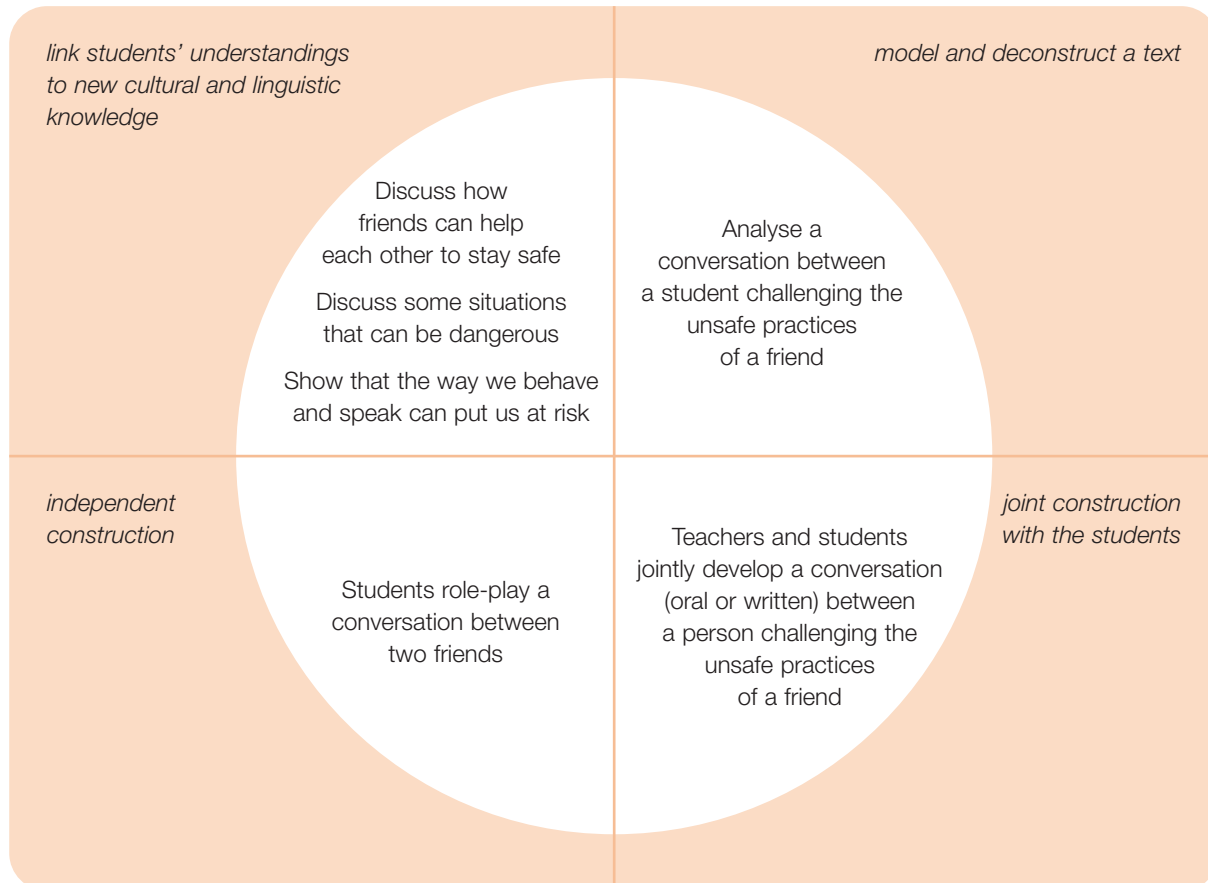 link students’ understandings
to new cultural and linguistic
knowledge
Discuss how
friends can help
each other to stay safe
Discuss some situations
that can be dangerous
Show that the way we behave
and speak can put us at risk
model and deconstruct a text
Analyse a
conversation between
a student challenging the
unsafe practices
of a friend
independent
construction
Students role-play a
conversation between
two friends
joint construction
with the students
Teachers and students
jointly develop a conversation
(oral or written) between
a person challenging the
unsafe practices
of a friend